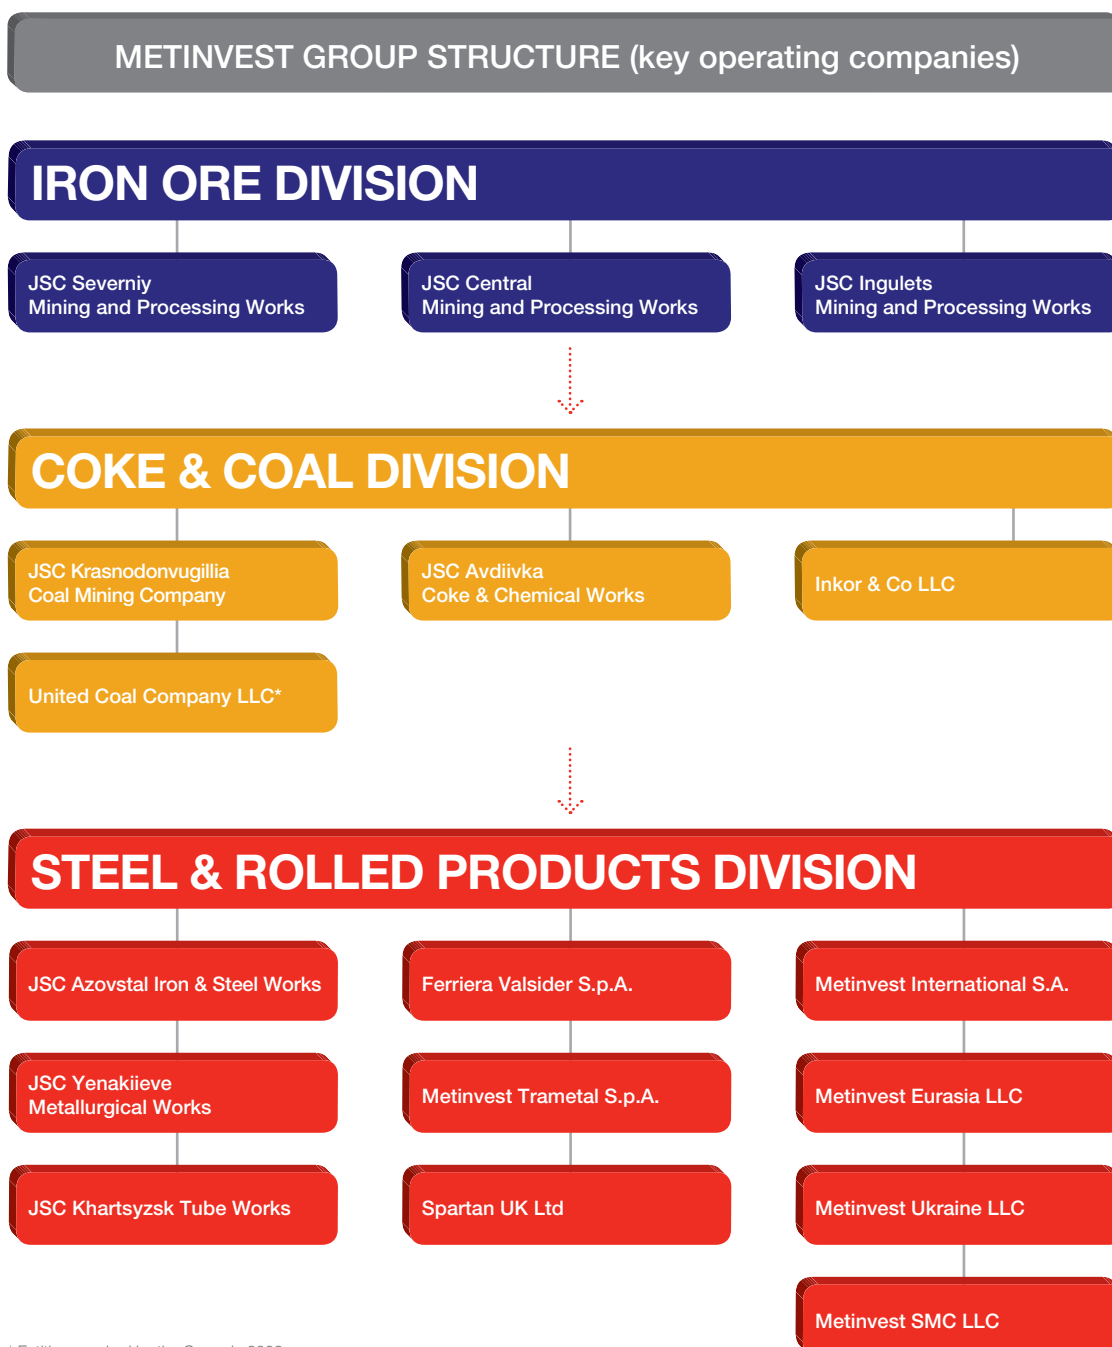 METINVEST GROUP STRUCTURE (key operating companies)
IRON ORE DIVISION
JSC Severniy
Mining and Processing Works
JSC Central
Mining and Processing Works
JSC Ingulets
Mining and Processing Works
COKE & COAL DIVISION
JSC Krasnodonvugillia
Coal Mining Company
JSC Avdiivka
Coke & Chemical Works
Inkor & Co LLC
United Coal Company LLC*
STEEL & ROLLED PRODUCTS DIVISION
JSC Azovstal Iron & Steel Works
Ferriera Valsider S.p.A.
Metinvest International S.A.
JSC Yenakiieve
Metallurgical Works
Metinvest Trametal S.p.A.
Metinvest Eurasia LLC
JSC Khartsyzsk Tube Works
Spartan UK Ltd
Metinvest Ukraine LLC
Metinvest SMC LLC